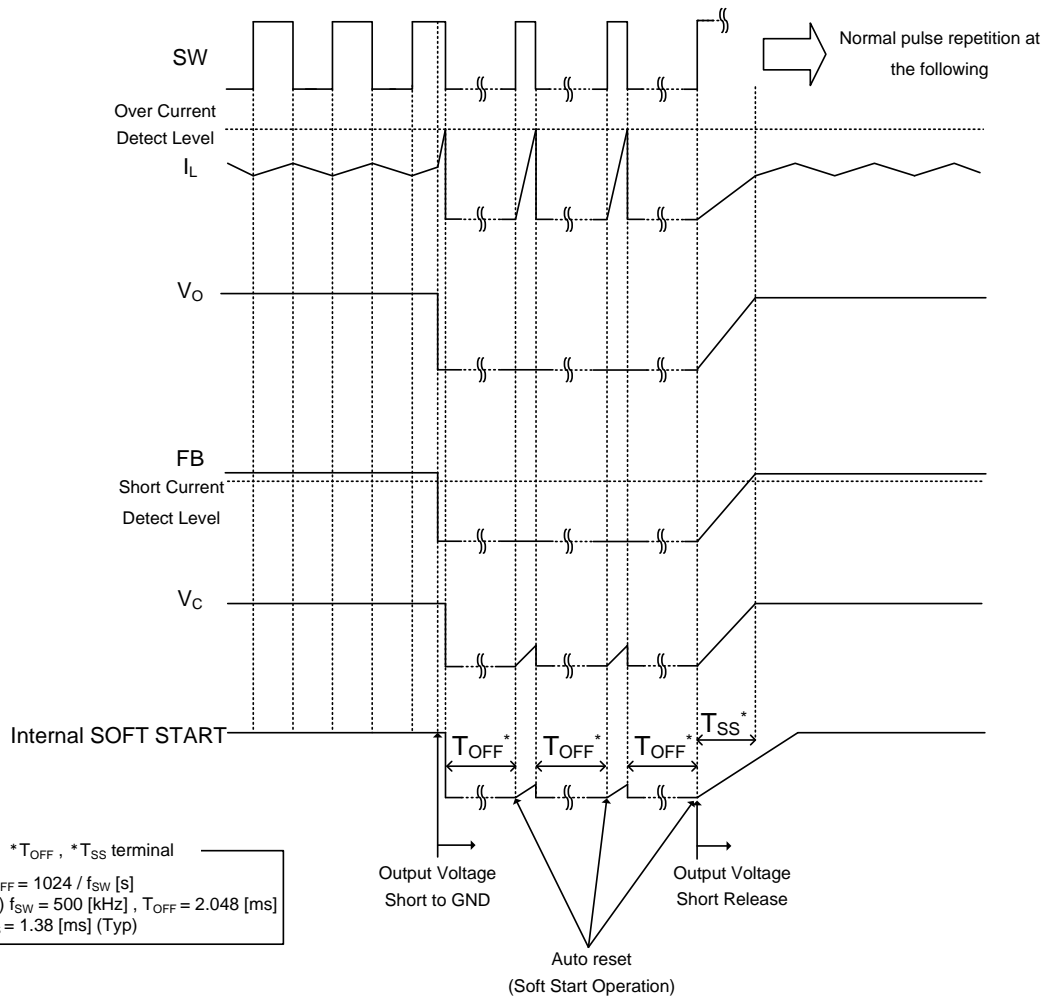 SW
Normal pulse repetition at
the following
Over Current
Detect Level
IL
VO
FB
Short Current
Detect Level
VC
Internal SOFT START
TOFF*
TOFF*
TOFF*
TSS*
*TOFF , *TSS terminal
FF = 1024 / fSW [s]
) fSW = 500 [kHz] , TOFF = 2.048 [ms]
= 1.38 [ms] (Typ)
Output Voltage
Short to GND
Output Voltage
Short Release
Auto reset
(Soft Start Operation)